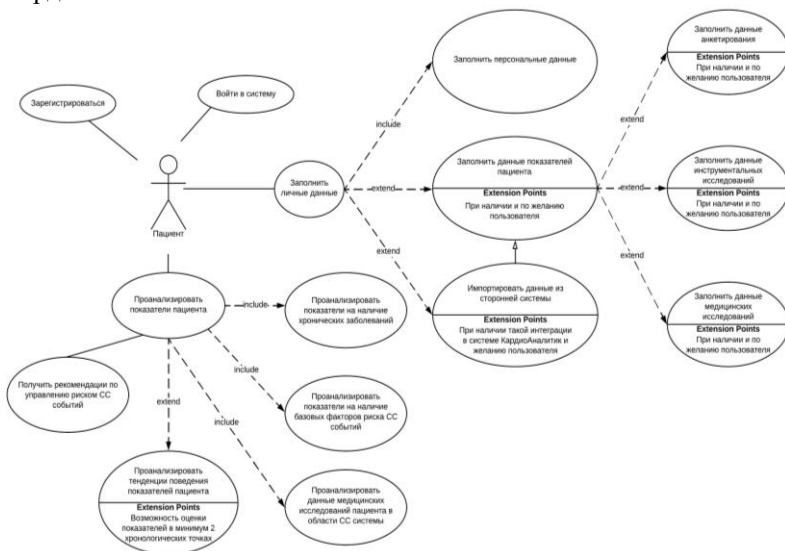 Зарегистрироваться
Войти в систему
Пациент
Заполнить
личные данные
include
extend
extend
Заполнить персональные данные
Заполнить данные показателей
пациента
Extension Points
При наличии и по желанию
пользователя
Импортировать данные из
сторонней системы
Extension Points
При наличии такой интеграции
в системе КардиоАналитик и
желанию пользователя
extend
extend
extend
Заполнить данные
анкетирования
Extension Points
При наличии и по
желанию пользователя
Заполнить данные
инструментальных
исследований
Extension Points
При наличии и по
желанию пользователя
Заполнить данные
медицинских
исследований
Extension Points
При наличии и по
желанию пользователя
Проанализировать
показатели пациента
include
include
include
extend
Проанализировать
показатели на наличие
хронических заболеваний
Получить рекомендации по
управлению риском СС
событий
Проанализировать
показатели на наличие
базовых факторов риска СС
событий
Проанализировать
тенденции поведения
показателей пациента
Extension Points
Возможность оценки
показателей в минимум 2
хронологических точках
Проанализировать
данные медицинских
исследований пациента в
области СС системы